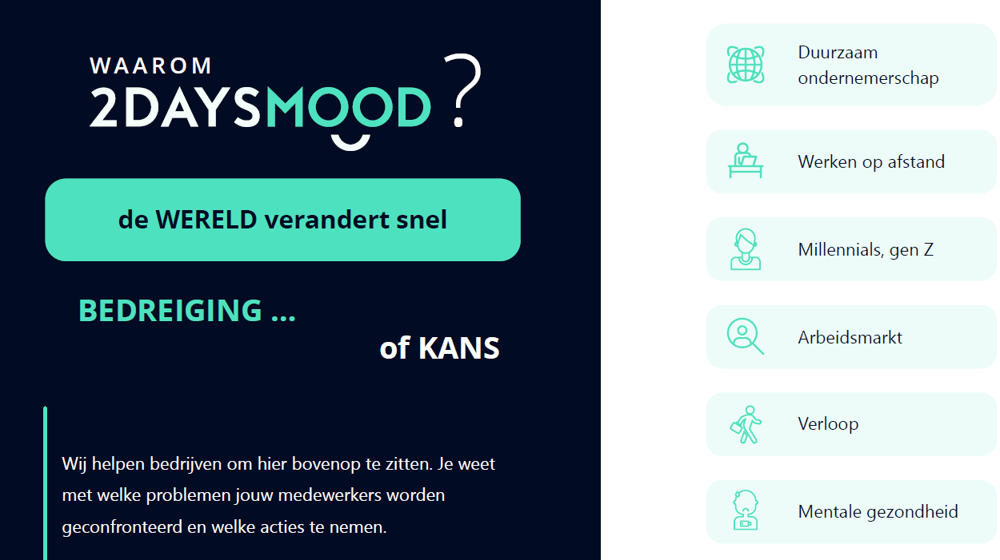 WAAROM
2DAYSMOOD?
de WERELD verandert snel
BEDREIGING ...
of KANS
Wij helpen bedrijven om hier bovenop te zitten. Je weet
met welke problemen jouw medewerkers worden
geconfronteerd en welke acties te nemen.
Duurzaam
ondernemerschap
Werken op afstand
Millennials, gen Z
Arbeidsmarkt
Verloop
Mentale gezondheid